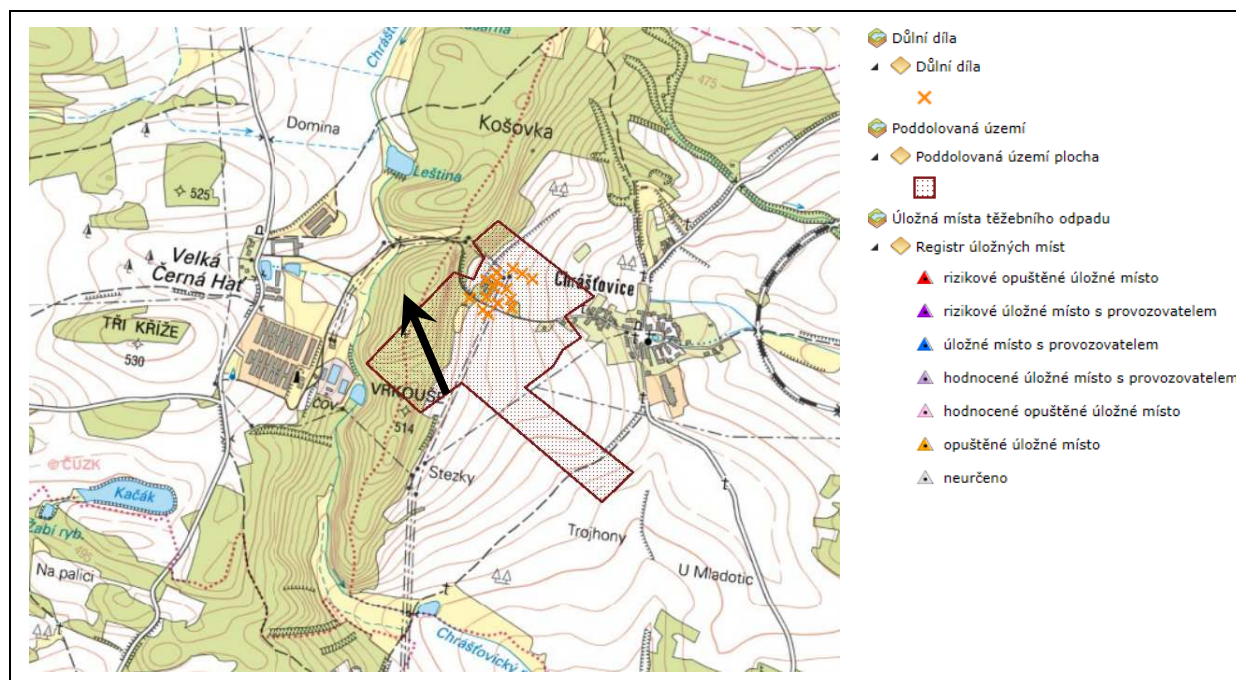 Domina
Košovka
475
Leština
525
Velká
Černá Hať
Chrášťovice
TŘI KŘÍŽE
530
VRKOUŠE
ČOV
514
© ČÚZK
Stezky
Kačák
Žabí ryb.
495
Trojhony
Na palici
U Mladotic
Chrášťovický
Důlní díla
Důlní díla
Poddolovaná území
Poddolovaná území plocha
Úložná místa těžebního odpadu
Registr úložných míst
rizikové opuštěné úložné místo
rizikové úložné místo s provozovatelem
úložné místo s provozovatelem
hodnocené úložné místo s provozovatelem
hodnocené opuštěné úložné místo
opuštěné úložné místo
neurčeno